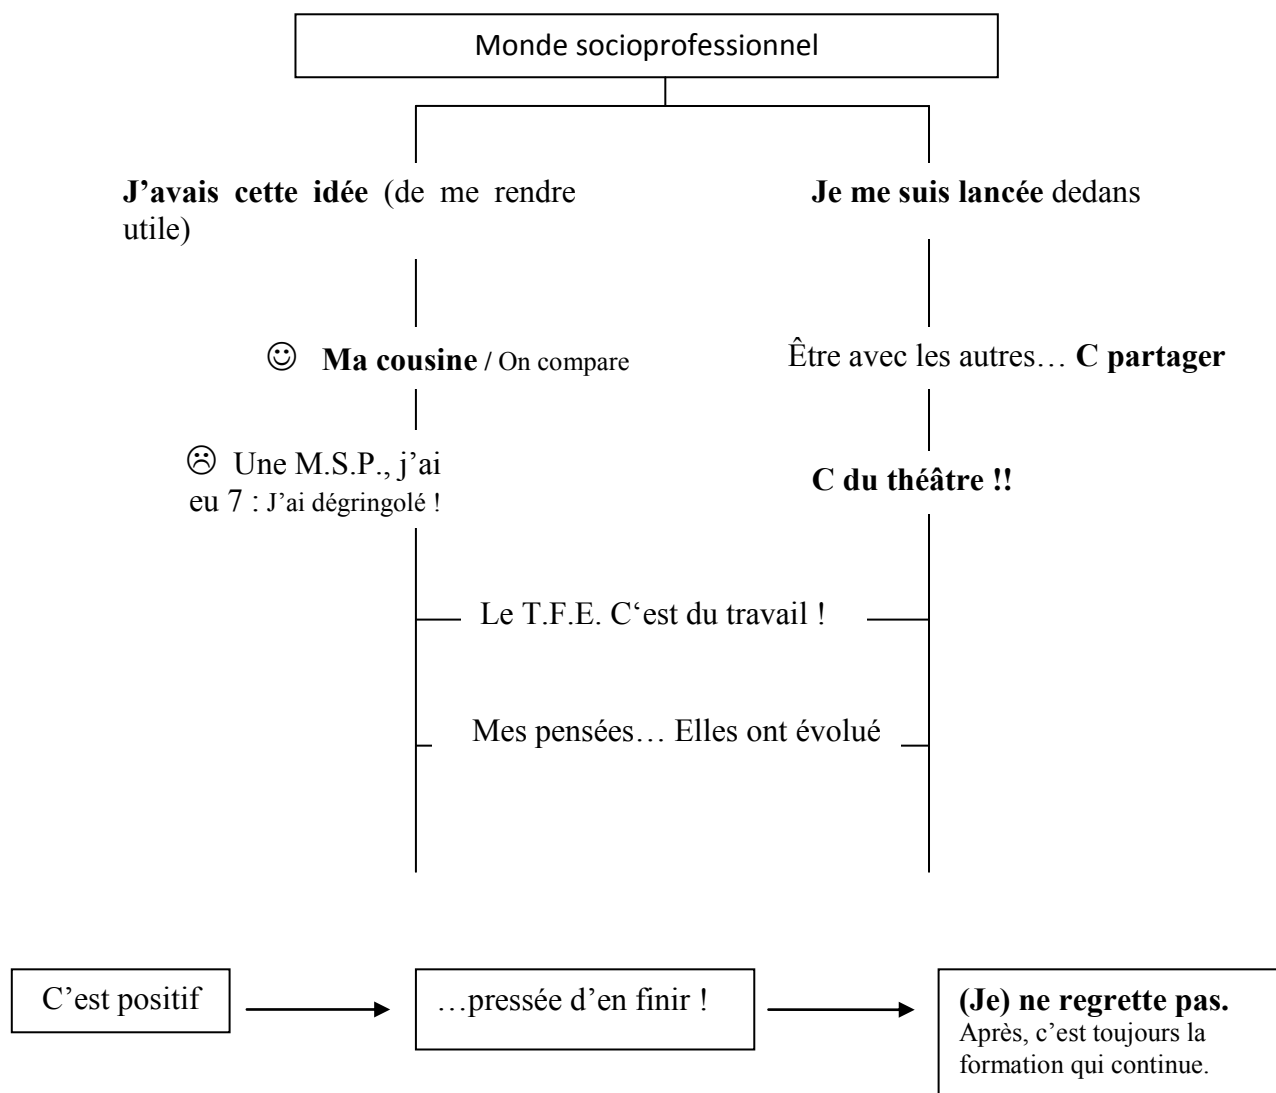 Monde socioprofessionnel
J’avais cette idée (de me rendre
utile)
Je me suis lancée dedans
☺ Ma cousine / On compare
Être avec les autres… C partager
☹ Une M.S.P., j’ai
eu 7 : J’ai dégringolé !
C du théâtre !!
Le T.F.E. C‘est du travail !
Mes pensées… Elles ont évolué
C’est positif
…pressée d’en finir !
(Je) ne regrette pas.
Après, c’est toujours la
formation qui continue.